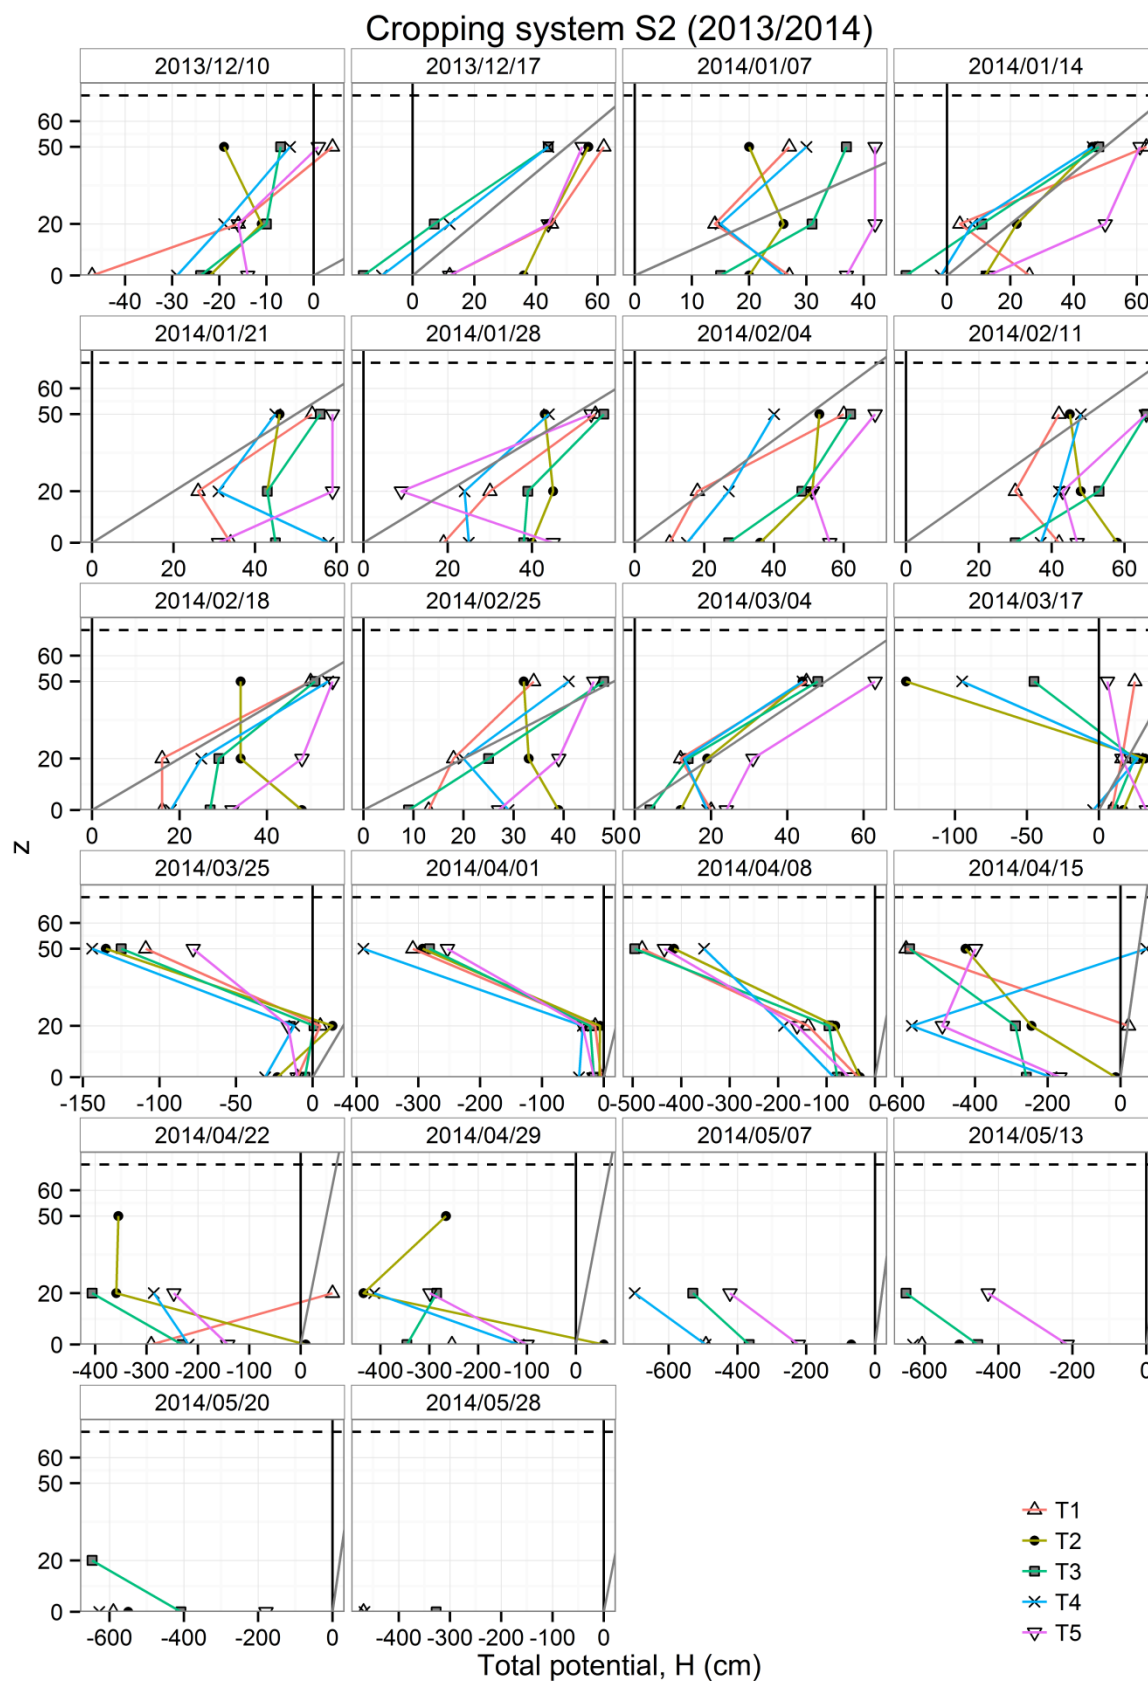 Cropping system S2 (2013/2014)
2013/12/10 2013/12/17 2014/01/07 2014/01/14
60
50
20
0
-40 -30 -20 -10 0 0 20 40 60 0 10 20 30 40 0 20 40 60
2014/01/21 2014/01/28 2014/02/04 2014/02/11
60
50
20
0
0 20 40 60 0 20 40 0 20 40 60 0 20 40 60
2014/02/18 2014/02/25 2014/03/04 2014/03/17
60
50
20
0
0 20 40 0 10 20 30 40 50 0 20 40 60 -100 -50 0
z
2014/03/25 2014/04/01 2014/04/08 2014/04/15
60
50
20
0
-150 -100 -50 0 -400 -300 -200 -100 0 -500 -400 -300 -200 -100 0 -600 -400 -200 0
2014/04/22 2014/04/29 2014/05/07 2014/05/13
60
50
20
0
-400 -300 -200 -100 0 -400 -300 -200 -100 0 -600 -400 -200 0 -600 -400 -200 0
2014/05/20 2014/05/28
60
50
20
0
-600 -400 -200 0 -400 -300 -200 -100 0
T1
T2
T3
T4
T5
Total potential, H (cm)